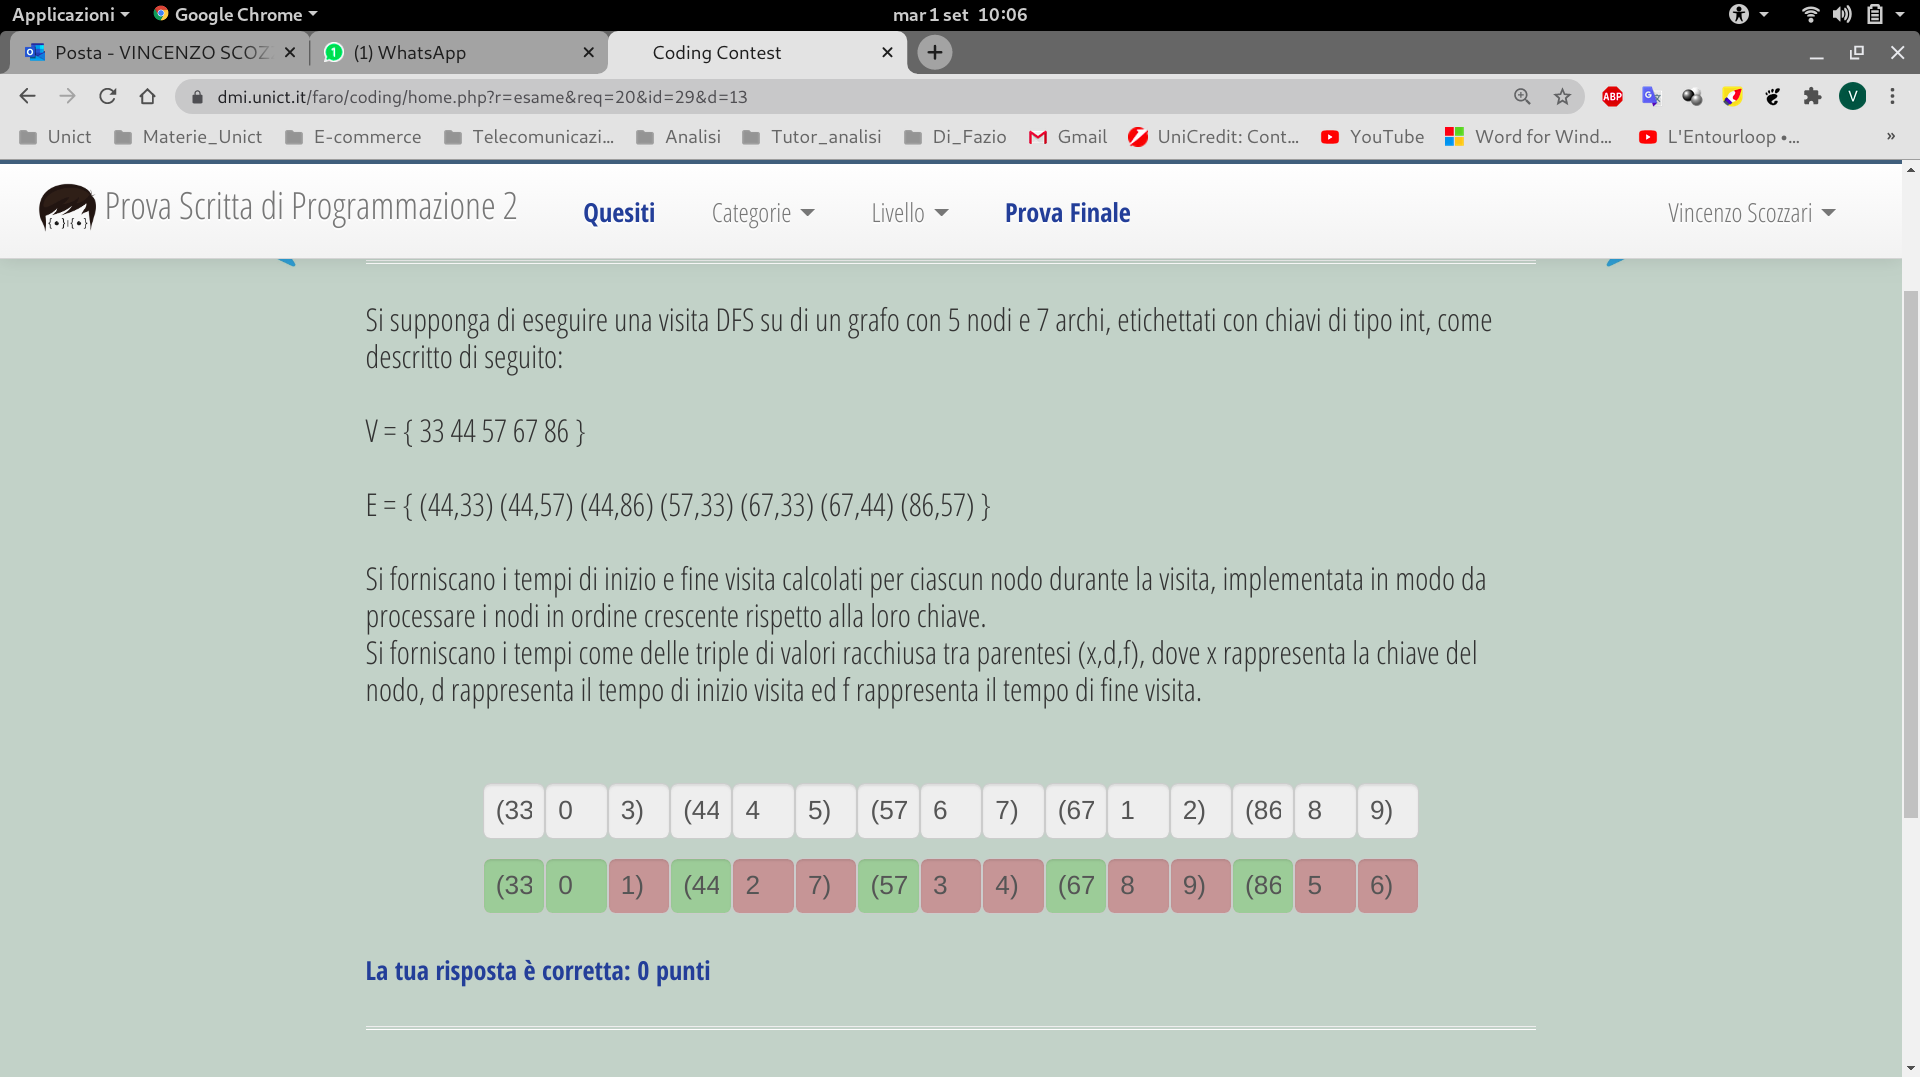 Applicazioni Google Chrome mar 1 set 10:06
Posta - VINCENZO SCOZ (1) WhatsApp Coding Contest
dmi.unict.it/faro/coding/home.php?r=esame&req=20&id=29&d=13 ABP V
Unict Materie_Unict E-commerce Telecomunicazi... Analisi Tutor_analisi Di_Fazio Gmail UniCredit: Cont... YouTube Word for Wind... L'Entourloop •... »
Prova Scritta di Programmazione 2 Quesiti Categorie Livello Prova Finale Vincenzo Scozzari
Si supponga di eseguire una visita DFS su di un grafo con 5 nodi e 7 archi, etichettati con chiavi di tipo int, come
descritto di seguito:
V = { 33 44 57 67 86 }
E = { (44,33) (44,57) (44,86) (57,33) (67,33) (67,44) (86,57) }
Si forniscano i tempi di inizio e fine visita calcolati per ciascun nodo durante la visita, implementata in modo da
processare i nodi in ordine crescente rispetto alla loro chiave.
Si forniscano i tempi come delle triple di valori racchiusa tra parentesi (x,d,f), dove x rappresenta la chiave del
nodo, d rappresenta il tempo di inizio visita ed f rappresenta il tempo di fine visita.
(33 0 3) (44 4 5) (57 6 7) (67 1 2) (86 8 9)
(33 0 1) (44 2 7) (57 3 4) (67 8 9) (86 5 6)
La tua risposta è corretta: 0 punti